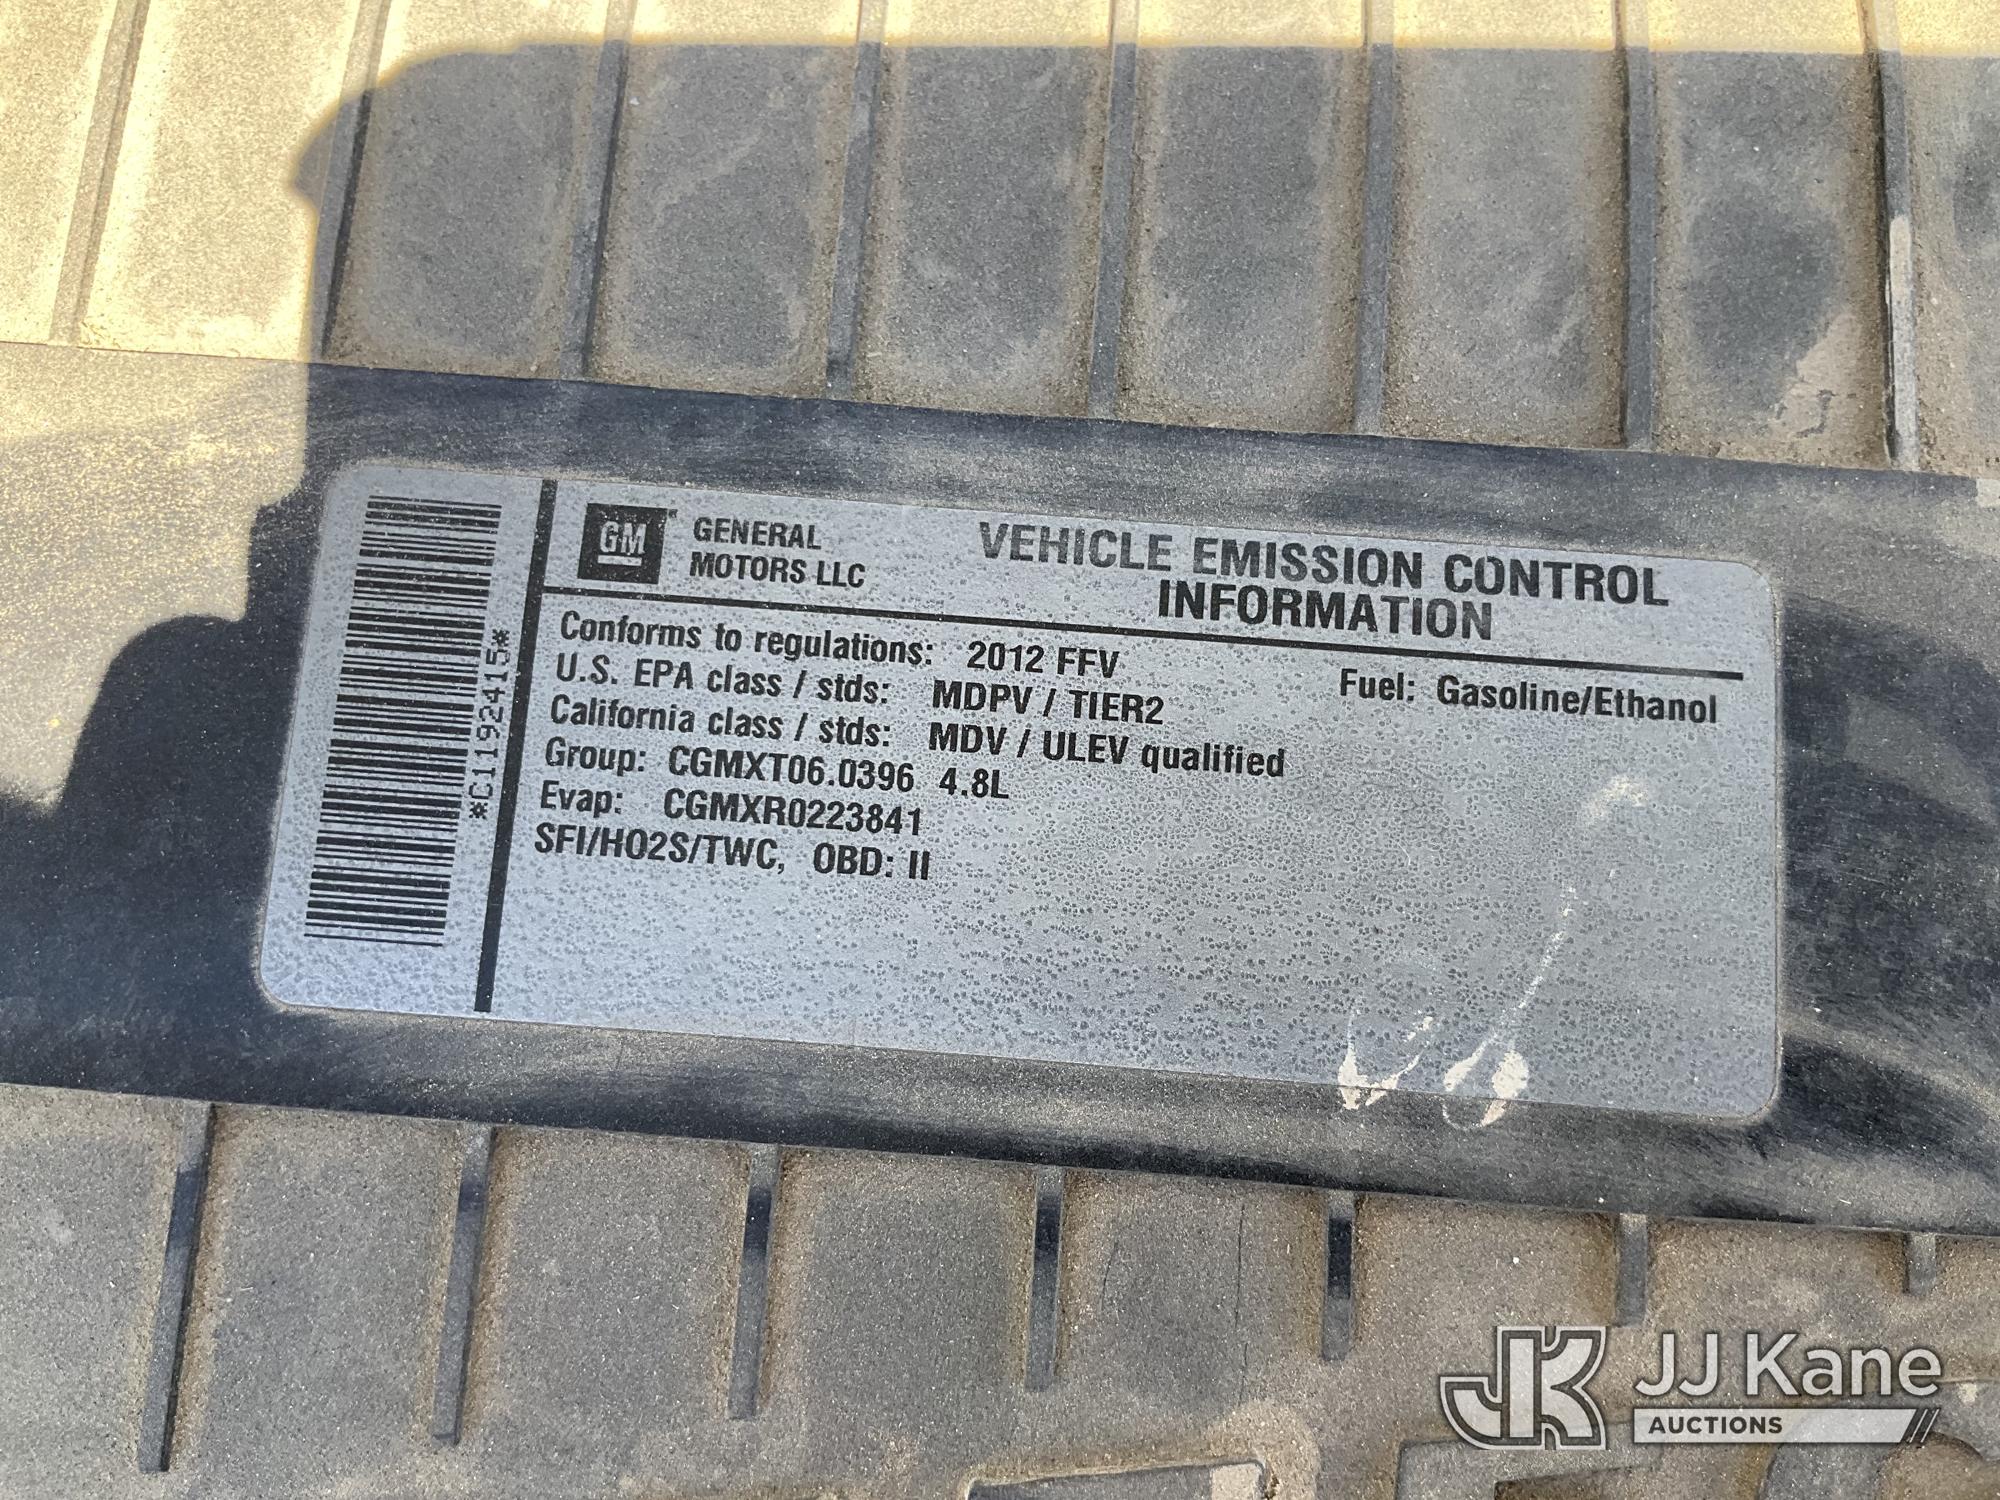 GM GENERAL MOTORS LLC
VEHICLE EMISSION CONTROL
INFORMATION
Conforms to regulations: 2012 FFV
Fuel: Gasoline/Ethanol
U.S. EPA class / stds: MDPV / TIER2
California class / stds: MDV / ULEV qualified
Group: CGMXT06.0396 4.8L
Evap: CGMXR0223841
SFI/HO2S/TWC, OBD: II
*C1192415*
JK JJ Kane
AUCTIONS